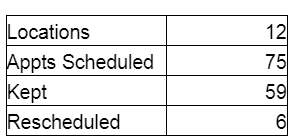 Locations 12
Appts Scheduled 75
Kept 59
Rescheduled 6